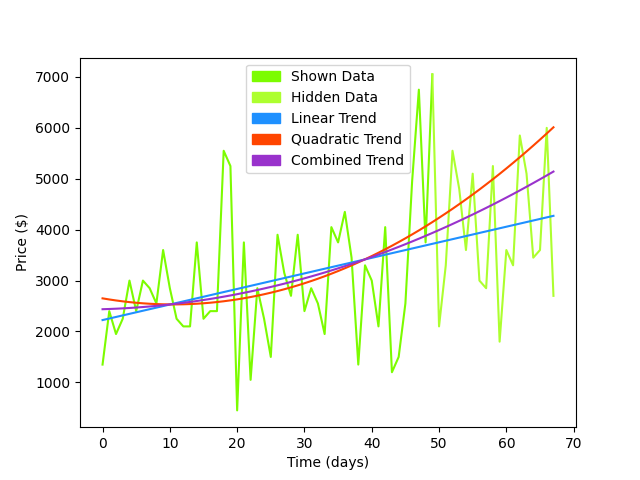 Shown Data
Hidden Data
Linear Trend
Quadratic Trend
Combined Trend
Price ($)
7000
6000
5000
4000
3000
2000
1000
0 10 20 30 40 50 60 70
Time (days)